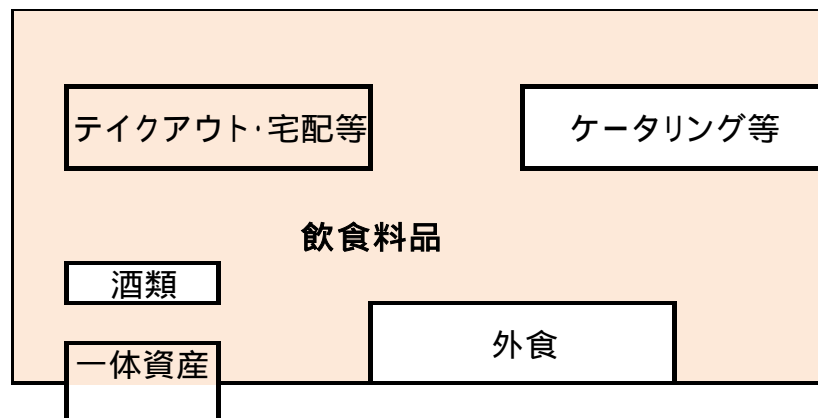 テイクアウト・宅配等
ケータリング等
飲食料品
酒類
外食
一体資産